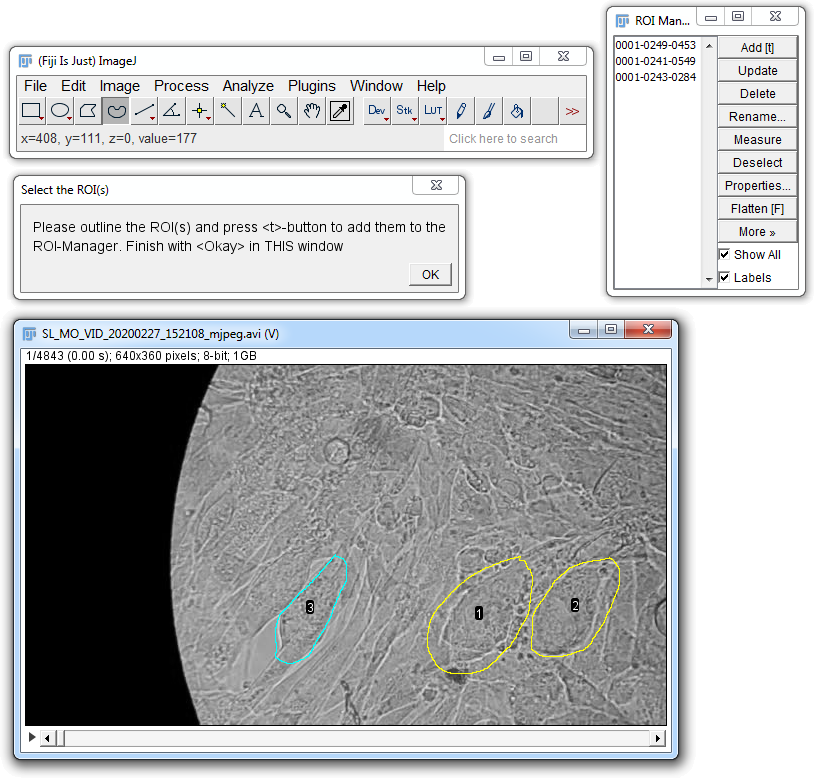 (Fiji Is Just) ImageJ
File Edit Image Process Analyze Plugins Window Help
A Dev Stk LUT >>
x=408, y=111, z=0, value=177
Click here to search
Select the ROI(s)
Please outline the ROI(s) and press <t>-button to add them to the
ROI-Manager. Finish with <Okay> in THIS window
OK
ROI Man...
0001-0249-0453
0001-0241-0549
0001-0243-0284
Add [t]
Update
Delete
Rename...
Measure
Deselect
Properties...
Flatten [F]
More »
Show All
Labels
SL_MO_VID_20200227_152108_mjpeg.avi (V)
1/4843 (0.00 s); 640x360 pixels; 8-bit; 1GB
3
1
2